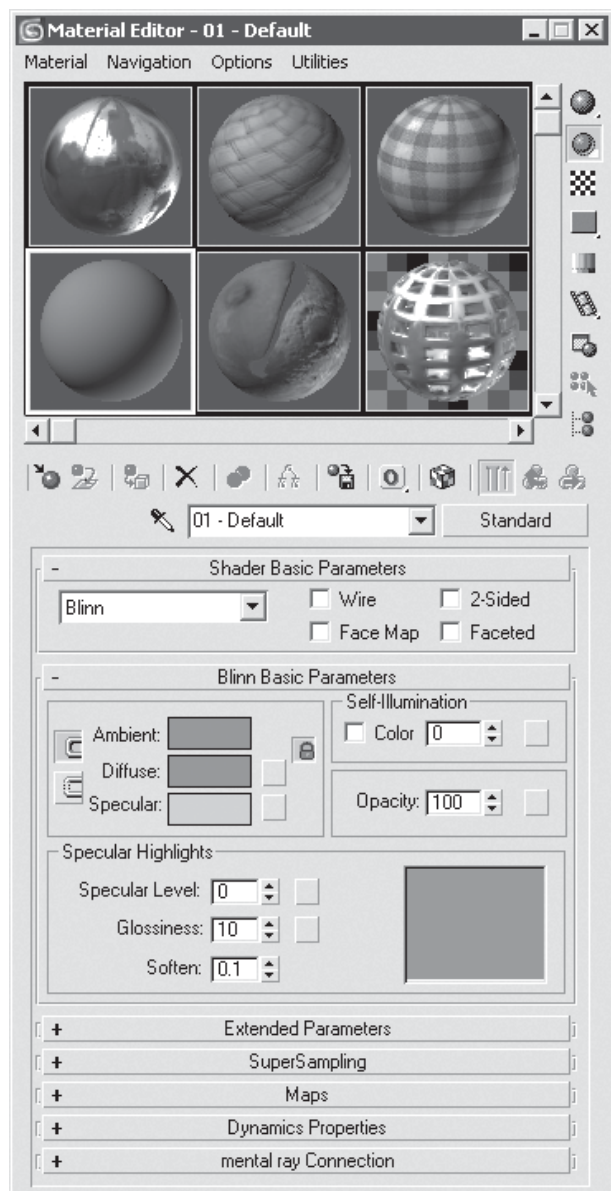 Material Editor - 01 - Default
Material Navigation Options Utilities
01 - Default Standard
- Shader Basic Parameters
Blinn Wire 2-Sided
Face Map Faceted
- Blinn Basic Parameters
Self-Illumination
Ambient: Color 0
Diffuse:
Specular: Opacity: 100
Specular Highlights
Specular Level: 0
Glossiness: 10
Soften: 0.1
+ Extended Parameters
+ SuperSampling
+ Maps
+ Dynamics Properties
+ mental ray Connection